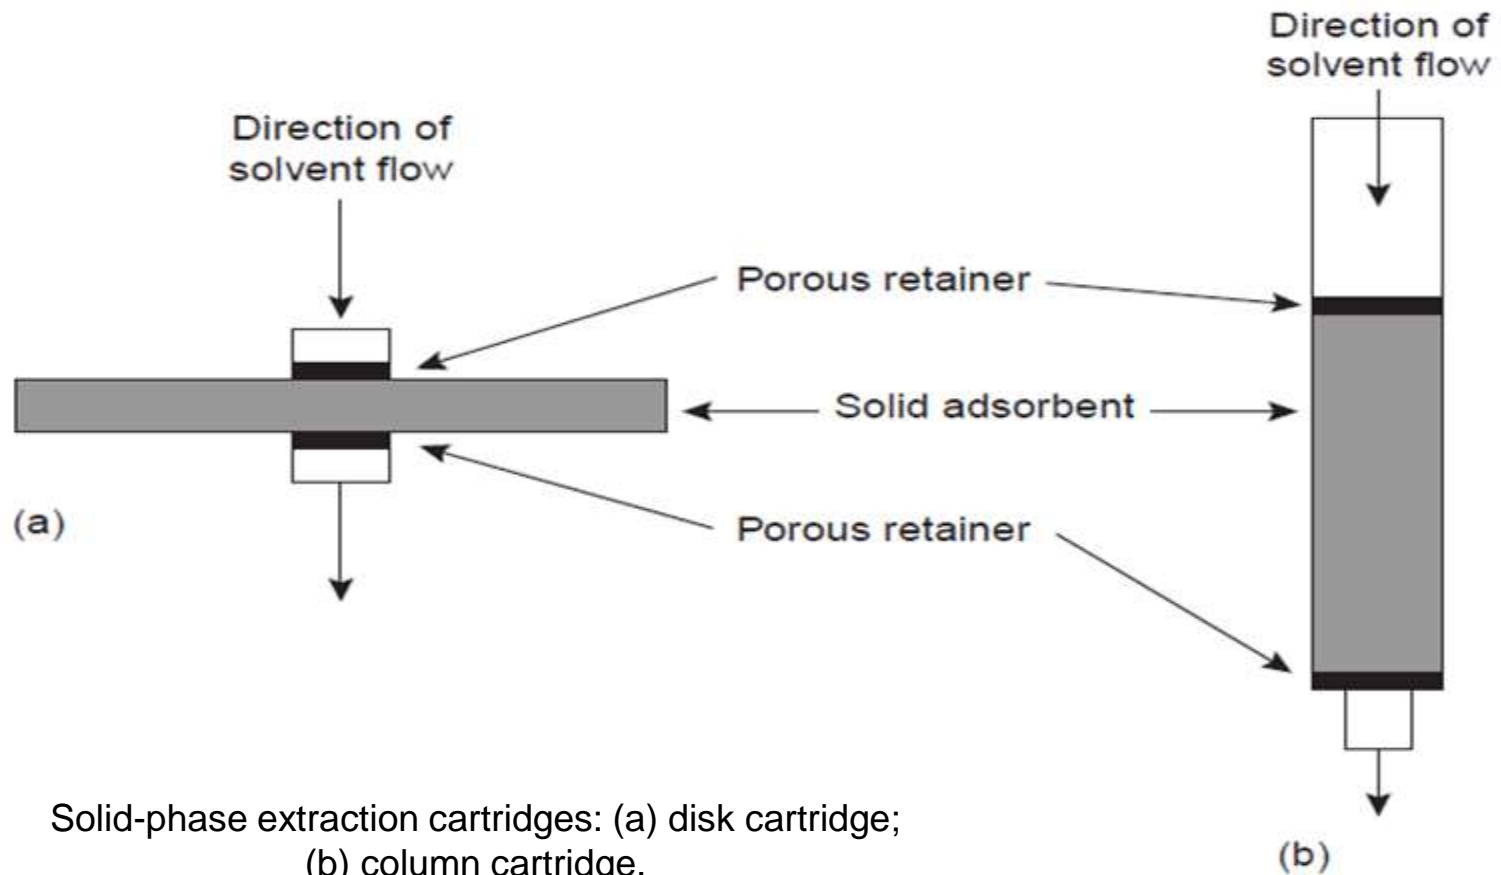 Direction of
solvent flow
Direction of
solvent flow
Porous retainer
Solid adsorbent
(a)
Porous retainer
Solid-phase extraction cartridges: (a) disk cartridge;
(b) column cartridge.
(b)